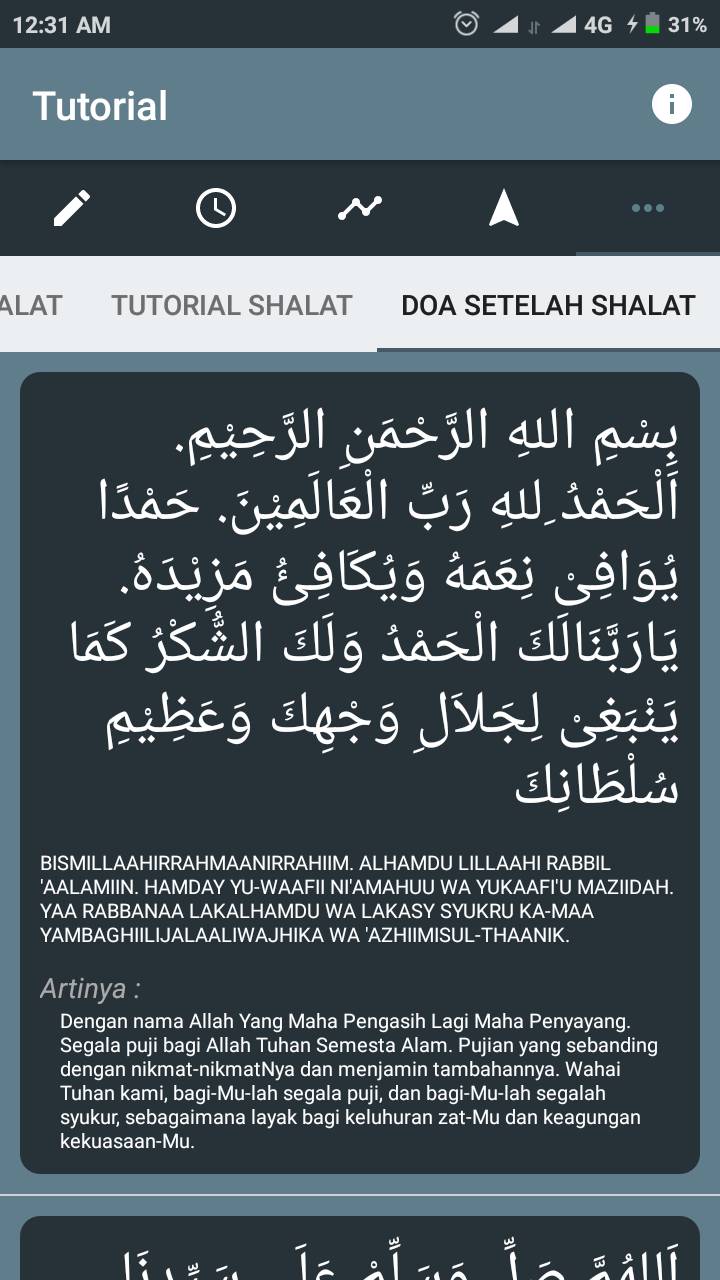 12:31 AM 4G 31%
Tutorial
ALAT TUTORIAL SHALAT DOA SETELAH SHALAT
بِسْمِ اللهِ الرَّحْمَنِ الرَّحِيْمِ.
اَلْحَمْدُ ِللهِ رَبِّ الْعَالَمِيْنَ. حَمْدًا
يُوَافِىْ نِعَمَهُ وَيُكَافِئُ مَزِيْدَهُ.
يَارَبَّنَالَكَ الْحَمْدُ وَلَكَ الشُّكْرُ كَمَا
يَنْبَغِىْ لِجَلاَلِ وَجْهِكَ وَعَظِيْمِ
سُلْطَانِكَ
BISMILLAAHIRRAHMAANIRRAHIIM. ALHAMDU LILLAAHI RABBIL
'AALAMIIN. HAMDAY YU-WAAFII NI'AMAHUU WA YUKAAFI'U MAZIIDAH.
YAA RABBANAA LAKALHAMDU WA LAKASY SYUKRU KA-MAA
YAMBAGHIILIJALAALIWAJHIKA WA 'AZHIIMISUL-THAANIK.
Artinya :
Dengan nama Allah Yang Maha Pengasih Lagi Maha Penyayang.
Segala puji bagi Allah Tuhan Semesta Alam. Pujian yang sebanding
dengan nikmat-nikmatNya dan menjamin tambahannya. Wahai
Tuhan kami, bagi-Mu-lah segala puji, dan bagi-Mu-lah segalah
syukur, sebagaimana layak bagi keluhuran zat-Mu dan keagungan
kekuasaan-Mu.
اَللهُمَّ صَلِّ وَسَلِّمْ عَلَى سَيِّدِنَا